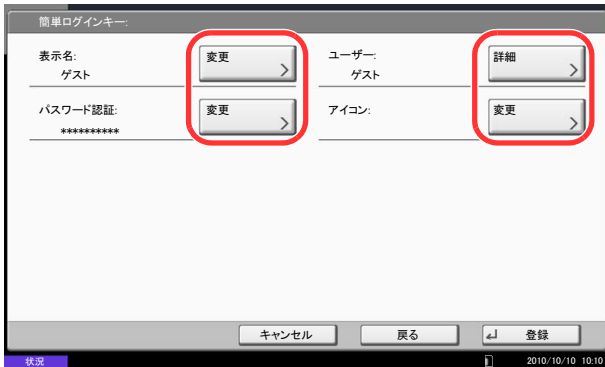 簡単ログインキー:
表示名:
ゲスト
変更
ユーザー:
ゲスト
詳細
パスワード認証:
**********
変更
アイコン:
変更
キャンセル
戻る
登録
状況
2010/10/10 10:10